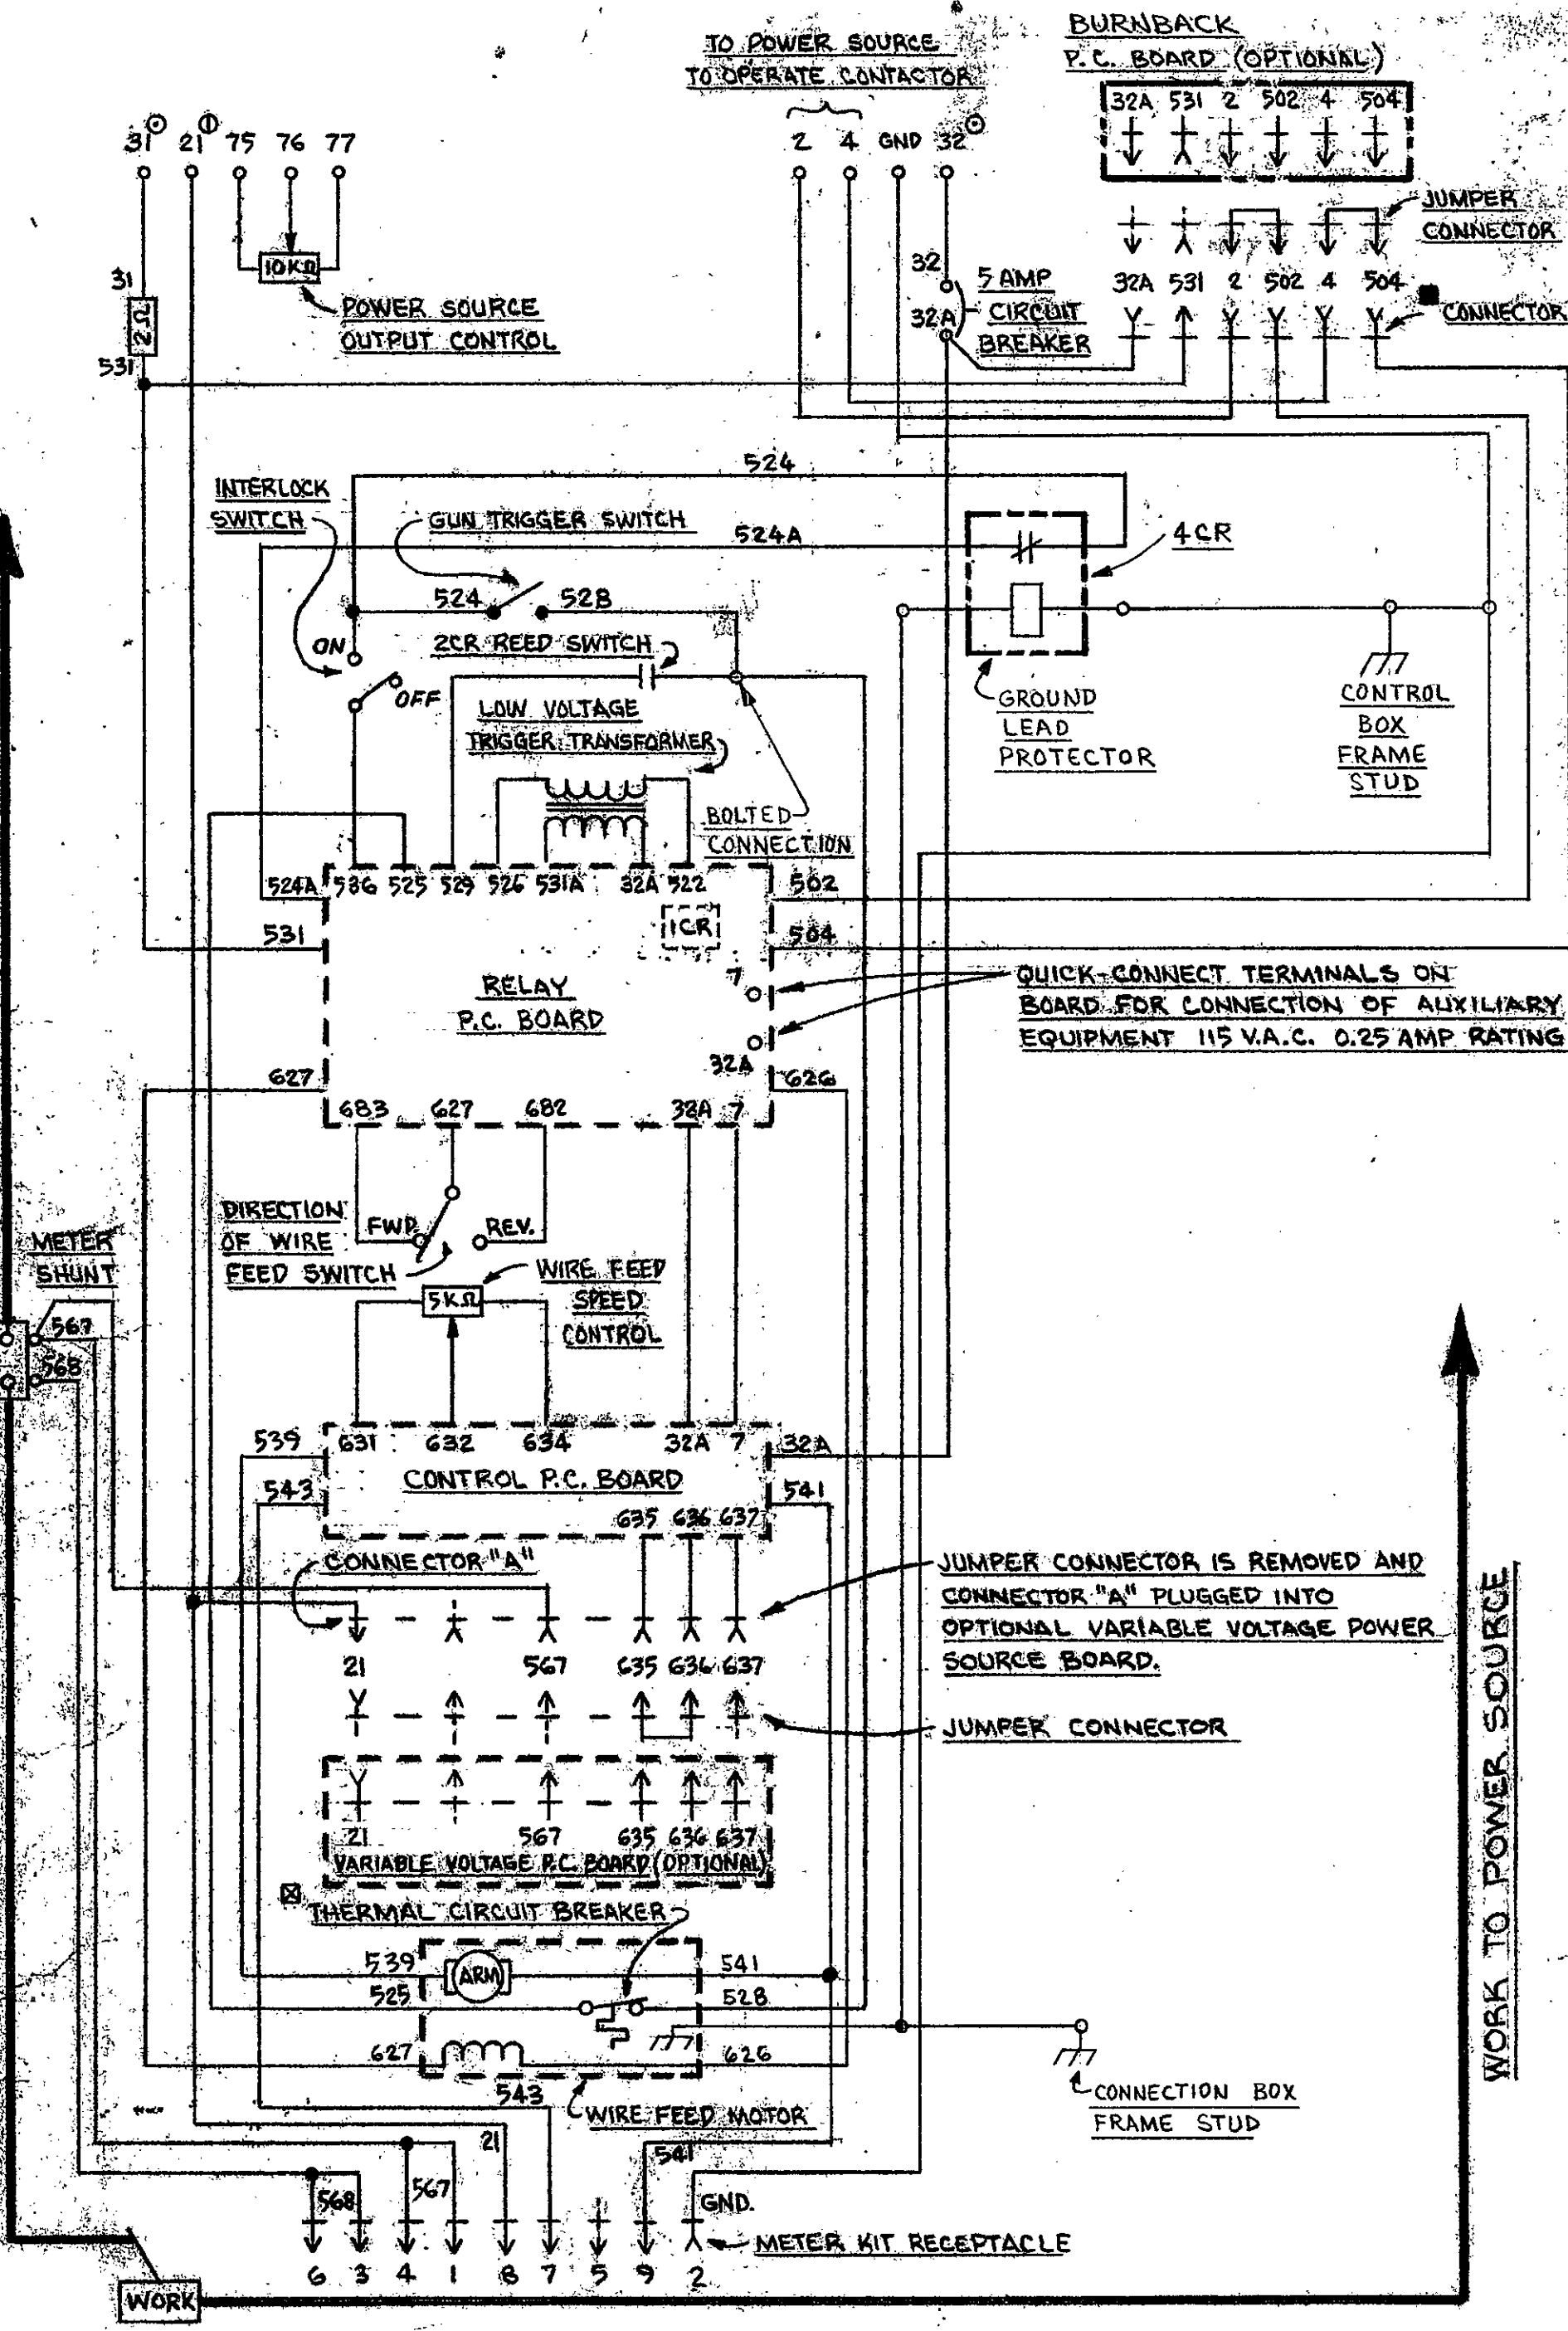 BURNBACK
P.C. BOARD (OPTIONAL)
TO POWER SOURCE
TO OPERATE CONTACTOR
32A 531 2 502 4 504
31 21 75 76 77
2 4 GND 32
JUMPER
CONNECTOR
10KΩ
31
2Ω
531
POWER SOURCE
OUTPUT CONTROL
32
32A
5 AMP
CIRCUIT
BREAKER
32A 531 2 502 4 504
CONNECTOR
524
INTERLOCK
SWITCH
GUN TRIGGER SWITCH
524A
4CR
524 528
ON
OFF
2CR REED SWITCH
LOW VOLTAGE
TRIGGER TRANSFORMER
GROUND
LEAD
PROTECTOR
CONTROL
BOX
FRAME
STUD
BOLTED
CONNECTION
524A 536 525 529 526 531A 32A 522 502
1CR
531
504
7
RELAY
P.C. BOARD
QUICK-CONNECT TERMINALS ON
BOARD FOR CONNECTION OF AUXILIARY
EQUIPMENT 115 V.A.C. 0.25 AMP RATING
32A
627
626
683 627 682 32A 7
DIRECTION
OF WIRE
FEED SWITCH
FWD. REV.
METER
SHUNT
WIRE FEED
SPEED
CONTROL
5KΩ
567
568
539 631 632 634 32A 7 32A
CONTROL P.C. BOARD
543
541
635 636 637
CONNECTOR "A"
JUMPER CONNECTOR IS REMOVED AND
CONNECTOR "A" PLUGGED INTO
OPTIONAL VARIABLE VOLTAGE POWER
SOURCE BOARD.
21 567 635 636 637
JUMPER CONNECTOR
21 567 635 636 637
VARIABLE VOLTAGE P.C. BOARD (OPTIONAL)
THERMAL CIRCUIT BREAKER
539 ARM 541
525 528
627 626
543
WIRE FEED MOTOR
CONNECTION BOX
FRAME STUD
21
541
568
567
GND.
METER KIT RECEPTACLE
6 3 4 1 8 7 5 9 2
WORK
WORK TO POWER SOURCE